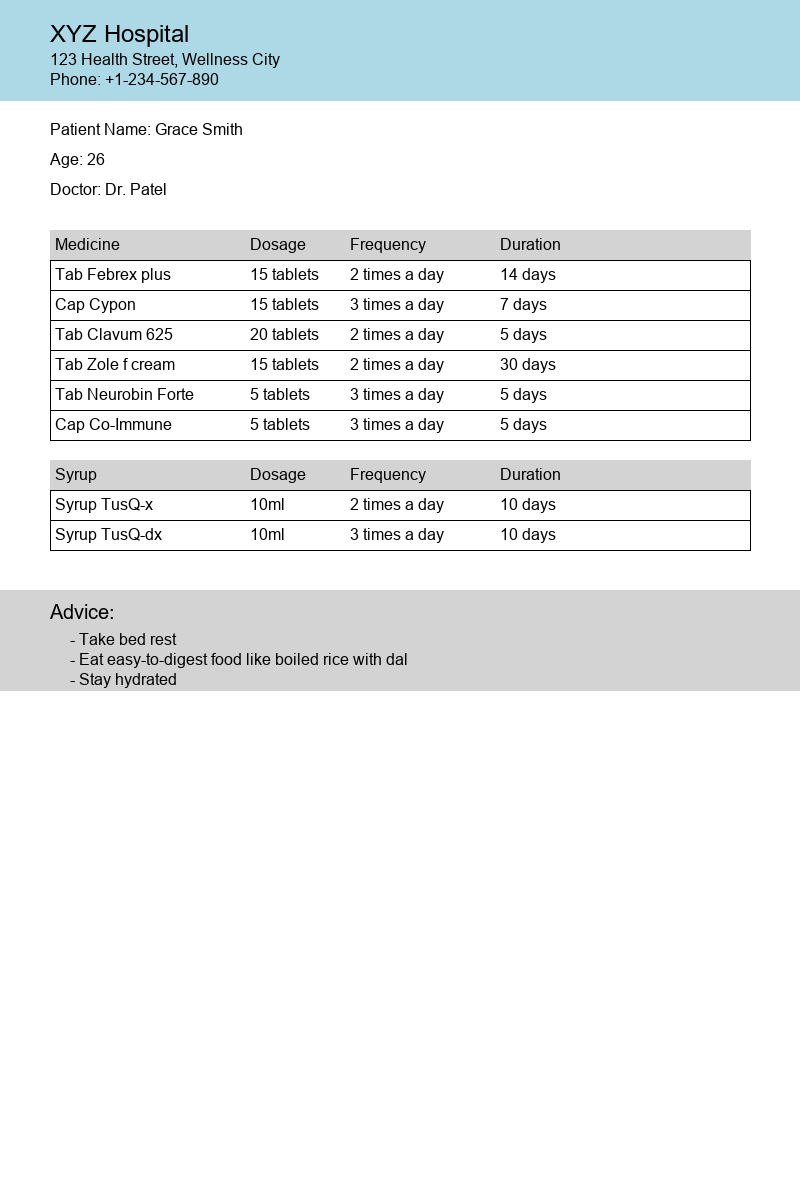 XYZ Hospital
123 Health Street, Wellness City
Phone: +1-234-567-890
Patient Name: Grace Smith
Age: 26
Doctor: Dr. Patel
Medicine Dosage Frequency Duration
Tab Febrex plus 15 tablets 2 times a day 14 days
Cap Cypon 15 tablets 3 times a day 7 days
Tab Clavum 625 20 tablets 2 times a day 5 days
Tab Zole f cream 15 tablets 2 times a day 30 days
Tab Neurobin Forte 5 tablets 3 times a day 5 days
Cap Co-Immune 5 tablets 3 times a day 5 days
Syrup Dosage Frequency Duration
Syrup TusQ-x 10ml 2 times a day 10 days
Syrup TusQ-dx 10ml 3 times a day 10 days
Advice:
- Take bed rest
- Eat easy-to-digest food like boiled rice with dal
- Stay hydrated